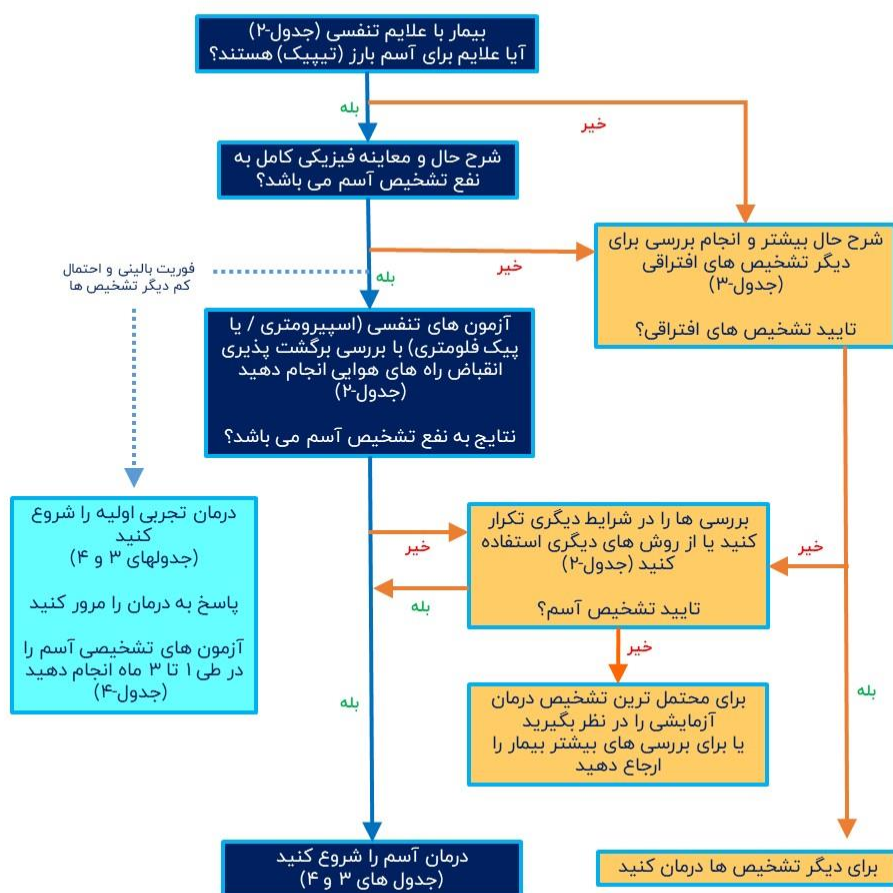 بیمار با علایم تنفسی (جدول-۲)
آیا علایم برای آسم بارز (تیپیک) هستند؟
بله
خیر
شرح حال و معاینه فیزیکی کامل به
نفع تشخیص آسم می باشد؟
شرح حال بیشتر و انجام بررسی برای
دیگر تشخیص های افتراقی
(جدول-۳)
تایید تشخیص های افتراقی؟
خیر
بله
فوریت بالینی و احتمال
کم دیگر تشخیص ها
آزمون های تنفسی (اسپیرومتری / یا
پیک فلومتری) با بررسی برگشت پذیری
انقباض راه های هوایی انجام دهید
(جدول-۲)
نتایج به نفع تشخیص آسم می باشد؟
درمان تجربی اولیه را شروع
کنید
(جدولهای ۳ و ۴)
پاسخ به درمان را مرور کنید
آزمون های تشخیصی آسم را
در طی ۱ تا ۳ ماه انجام دهید
(جدول-۴)
بررسی ها را در شرایط دیگری تکرار
کنید یا از روش های دیگری استفاده
کنید (جدول-۲)
تایید تشخیص آسم؟
خیر
خیر
بله
خیر
بله
بله
برای محتمل ترین تشخیص درمان
آزمایشی را در نظر بگیرید
یا برای بررسی های بیشتر بیمار را
ارجاع دهید
درمان آسم را شروع کنید
(جدول های ۳ و ۴)
برای دیگر تشخیص ها درمان کنید